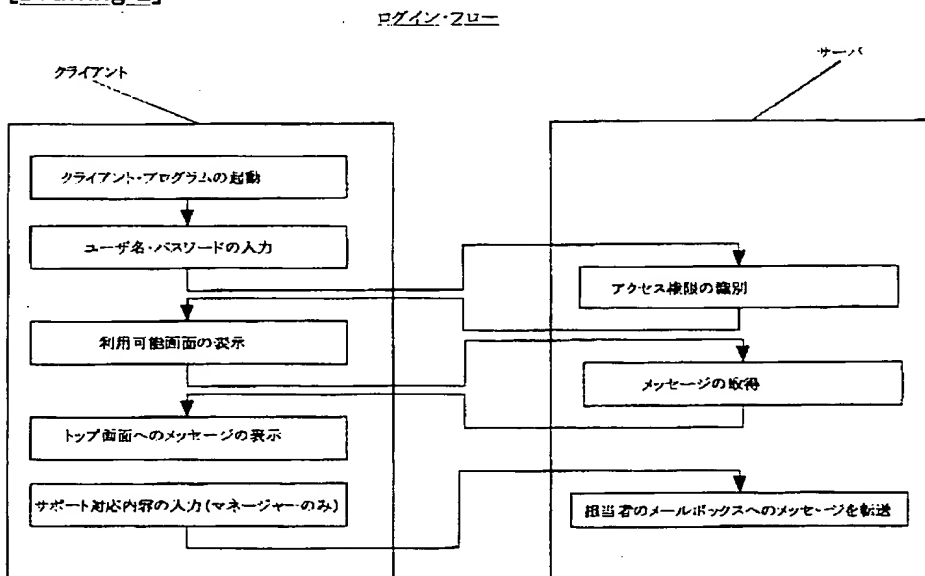 ログイン・フロー
サーバ
クライアント
クライアント・プログラムの起動
ユーザ名・パスワードの入力
アクセス権限の識別
利用可能画面の表示
メッセージの取得
トップ画面へのメッセージの表示
サポート対応内容の入力(マネージャーのみ)
担当者のメールボックスへのメッセージを転送